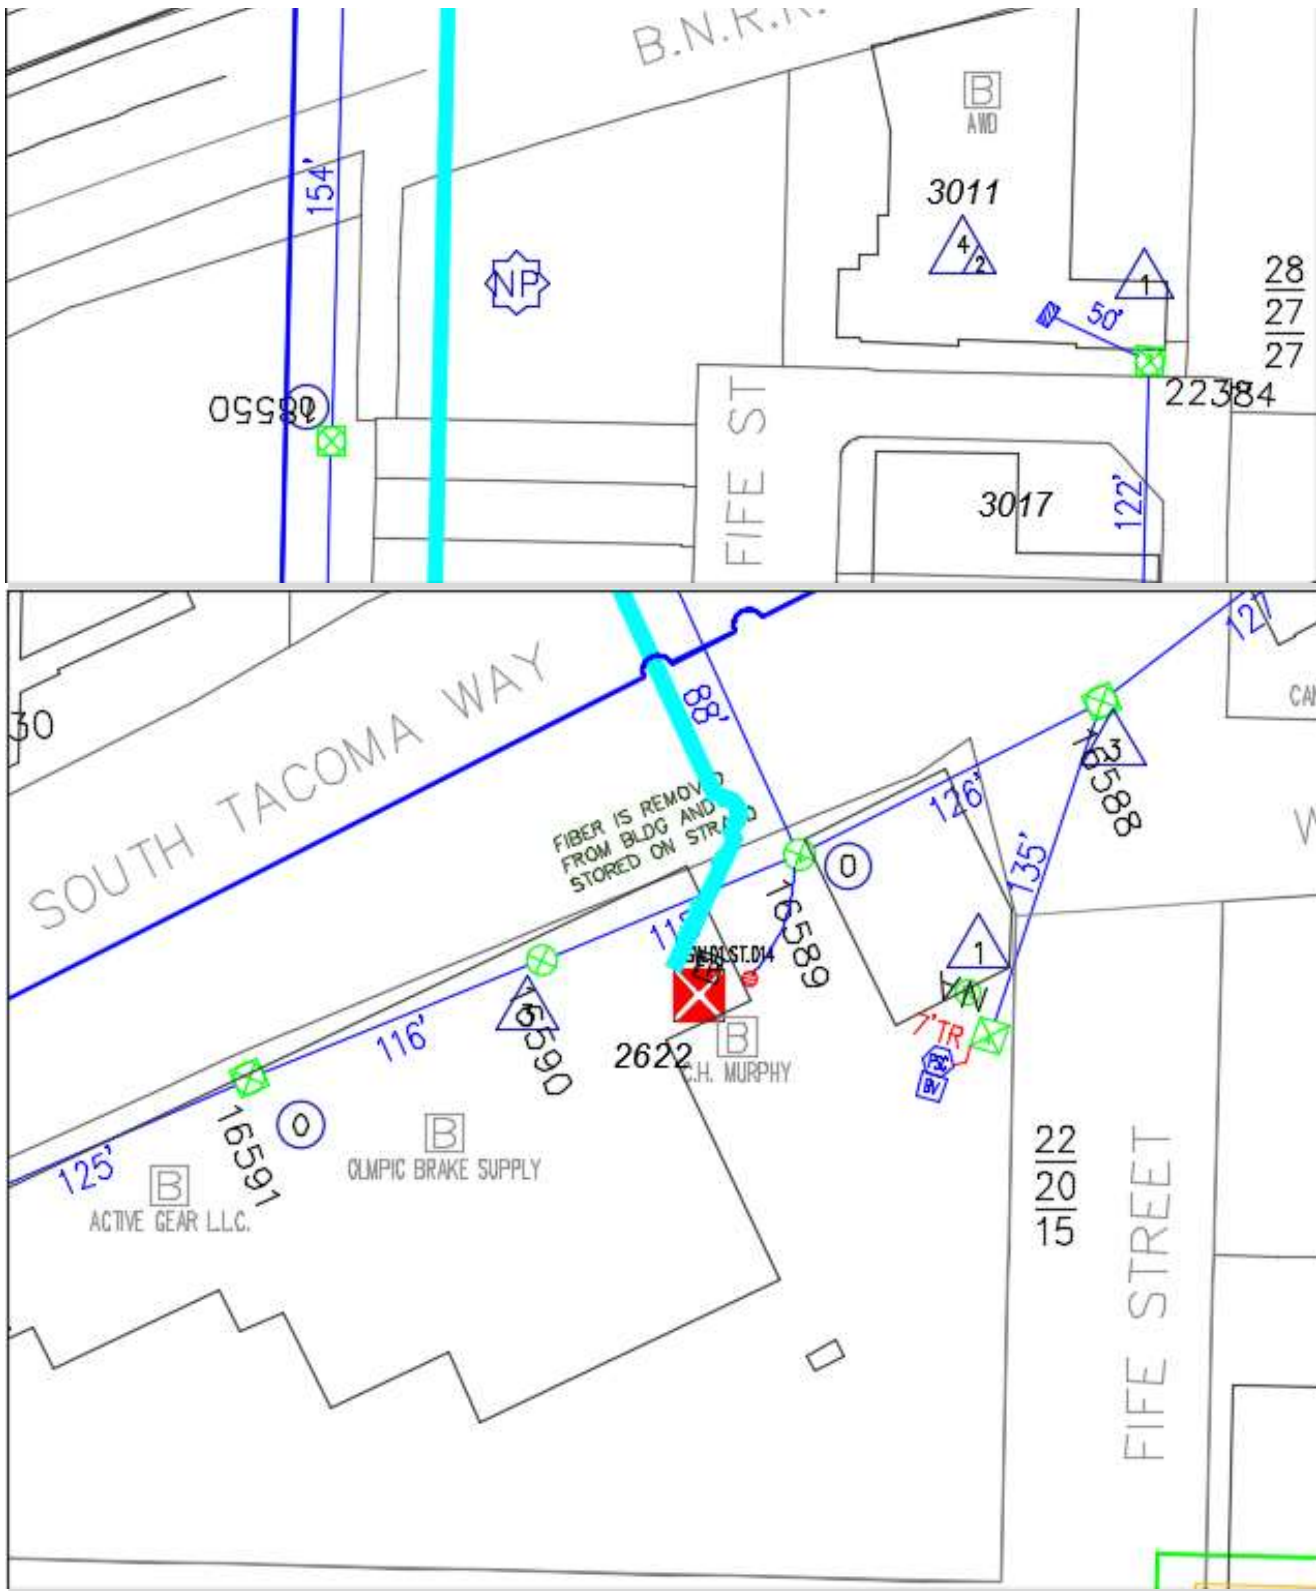 B.N.R.R.
B
AWD
154'
3011
4
2
1
NP
28
27
27
50'
18550
0
22384
FIFE ST
3017
122'
127'
30
88'
SOUTH TACOMA WAY
FIBER IS REMOVED
FROM BLDG AND
STORED ON STRAND
3
16588
126'
0
135'
16589
1
116'
3
16590
7'TR
2622
B
C.H. MURPHY
0
16591
125'
B
OLMPIC BRAKE SUPPLY
B
ACTIVE GEAR L.L.C.
22
20
15
FIFE STREET